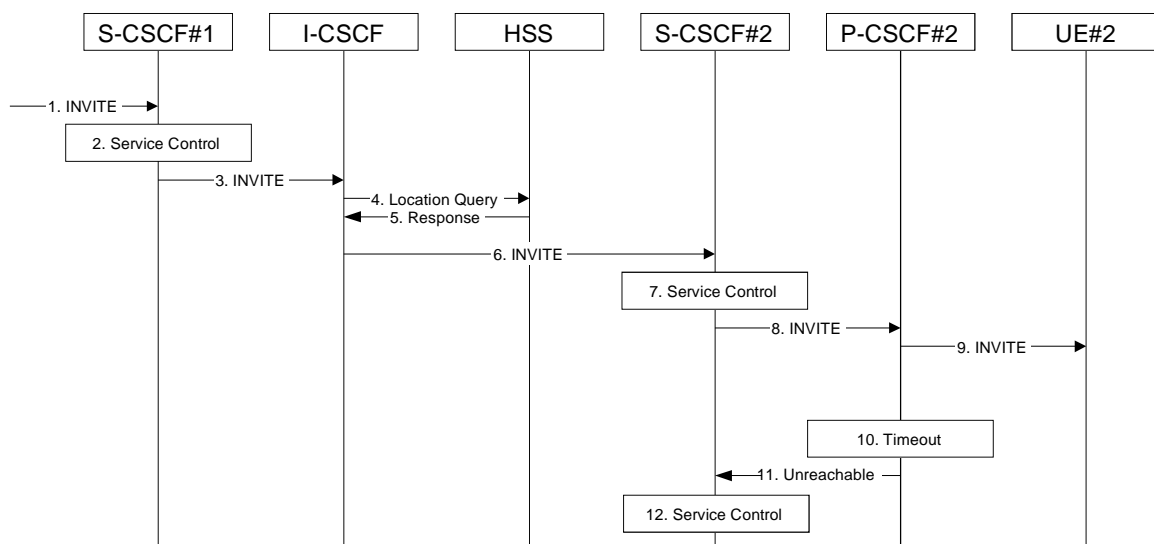 S-CSCF#1
I-CSCF
HSS
S-CSCF#2
P-CSCF#2
UE#2
1. INVITE
2. Service Control
3. INVITE
4. Location Query
5. Response
6. INVITE
7. Service Control
8. INVITE
9. INVITE
10. Timeout
11. Unreachable
12. Service Control